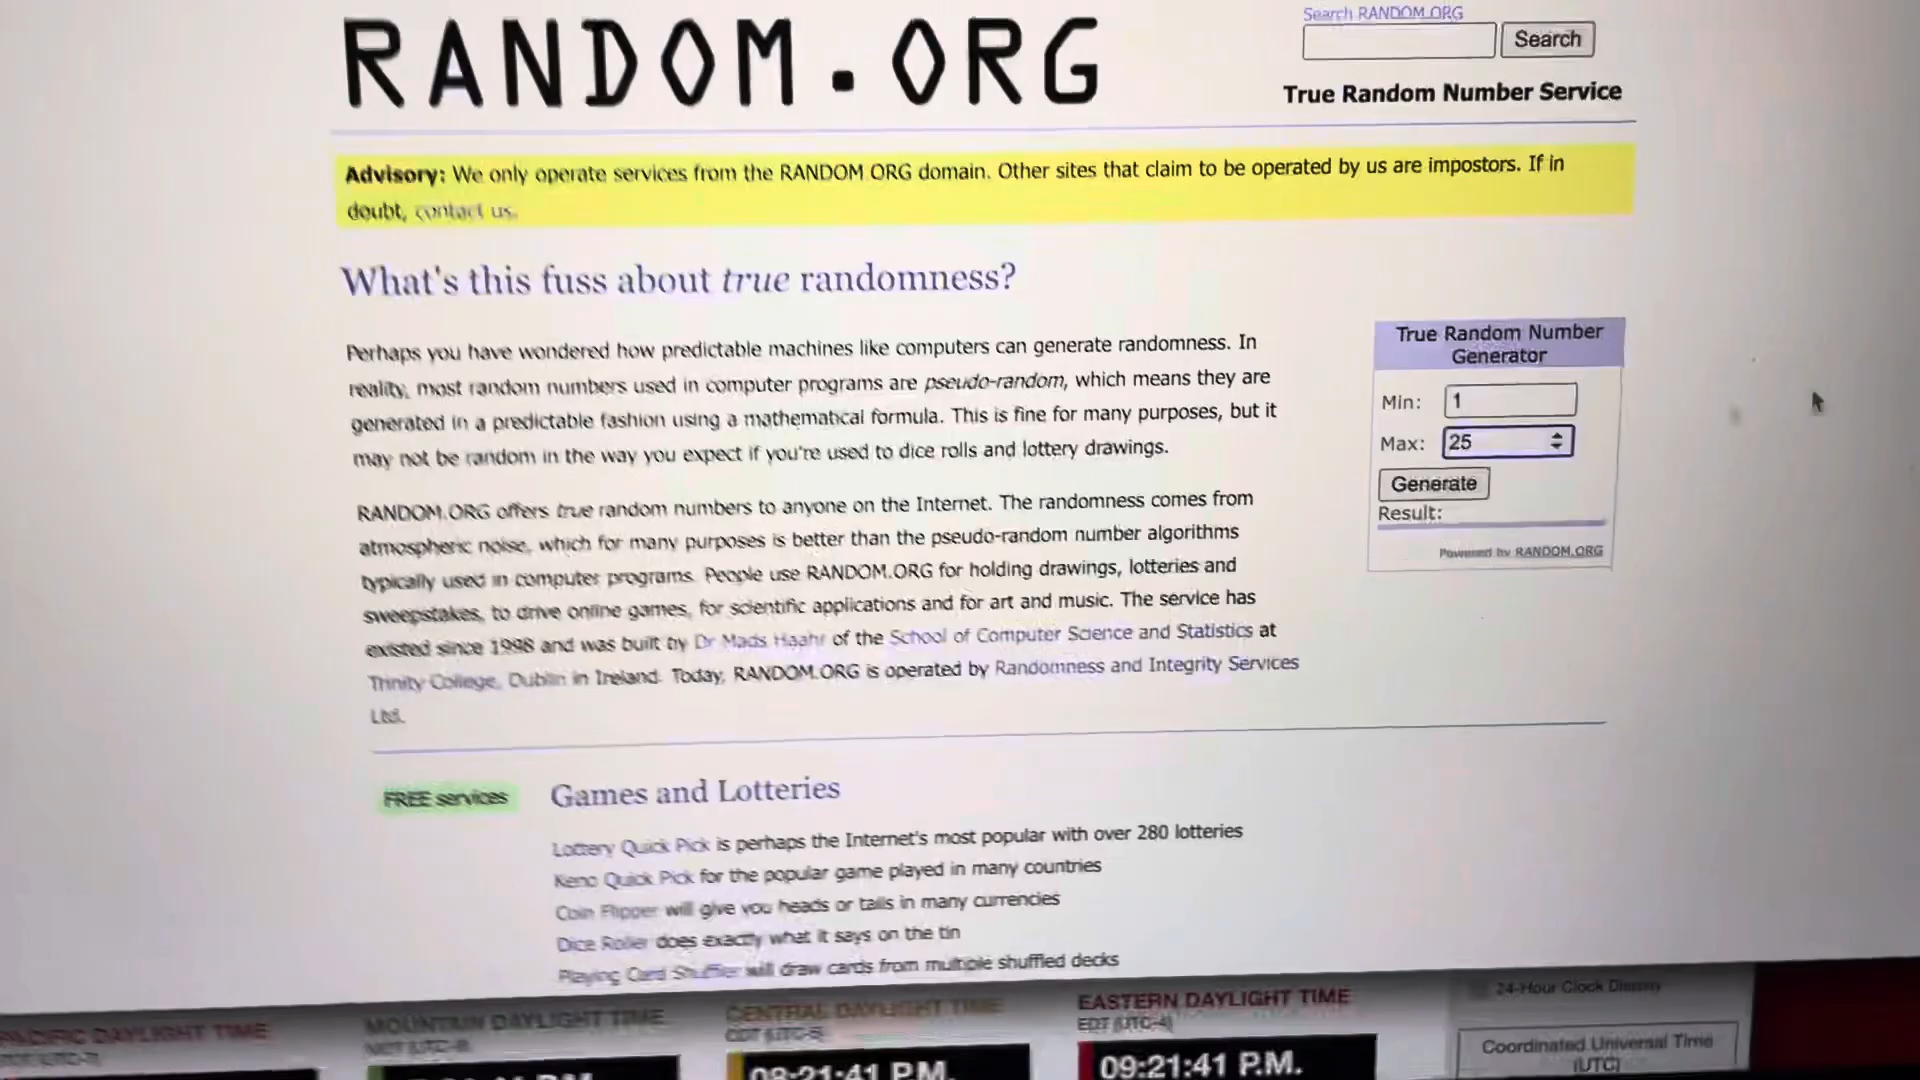 RANDOM.ORG
Search RANDOM.ORG
Search
True Random Number Service
Advisory: We only operate services from the RANDOM.ORG domain. Other sites that claim to be operated by us are impostors. If in
doubt, contact us.
What's this fuss about true randomness?
Perhaps you have wondered how predictable machines like computers can generate randomness. In
reality, most random numbers used in computer programs are pseudo-random, which means they are
generated in a predictable fashion using a mathematical formula. This is fine for many purposes, but it
may not be random in the way you expect if you're used to dice rolls and lottery drawings.
RANDOM.ORG offers true random numbers to anyone on the Internet. The randomness comes from
atmospheric noise, which for many purposes is better than the pseudo-random number algorithms
typically used in computer programs. People use RANDOM.ORG for holding drawings, lotteries and
sweepstakes, to drive online games, for scientific applications and for art and music. The service has
existed since 1998 and was built by Dr Mads Haahr of the School of Computer Science and Statistics at
Trinity College, Dublin in Ireland. Today, RANDOM.ORG is operated by Randomness and Integrity Services
Ltd.
True Random Number
Generator
Min: 1
Max: 25
Generate
Result:
Powered by RANDOM.ORG
FREE services
Games and Lotteries
Lottery Quick Pick is perhaps the Internet's most popular with over 280 lotteries
Keno Quick Pick for the popular game played in many countries
Coin Flipper will give you heads or tails in many currencies
Dice Roller does exactly what it says on the tin
Playing Card Shuffler will draw cards from multiple shuffled decks
PACIFIC DAYLIGHT TIME
MOUNTAIN DAYLIGHT TIME
CENTRAL DAYLIGHT TIME
CDT (UTC-5)
08:21:41 P.M.
EASTERN DAYLIGHT TIME
EDT (UTC-4)
09:21:41 P.M.
24-Hour Clock Display
Coordinated Universal Time
(UTC)